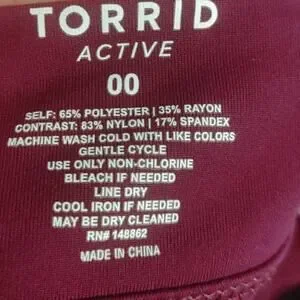 TORRID
ACTIVE
00
SELF: 65% POLYESTER | 35% RAYON
CONTRAST: 83% NYLON | 17% SPANDEX
MACHINE WASH COLD WITH LIKE COLORS
GENTLE CYCLE
USE ONLY NON-CHLORINE
BLEACH IF NEEDED
LINE DRY
COOL IRON IF NEEDED
MAY BE DRY CLEANED
RN# 148862
MADE IN CHINA